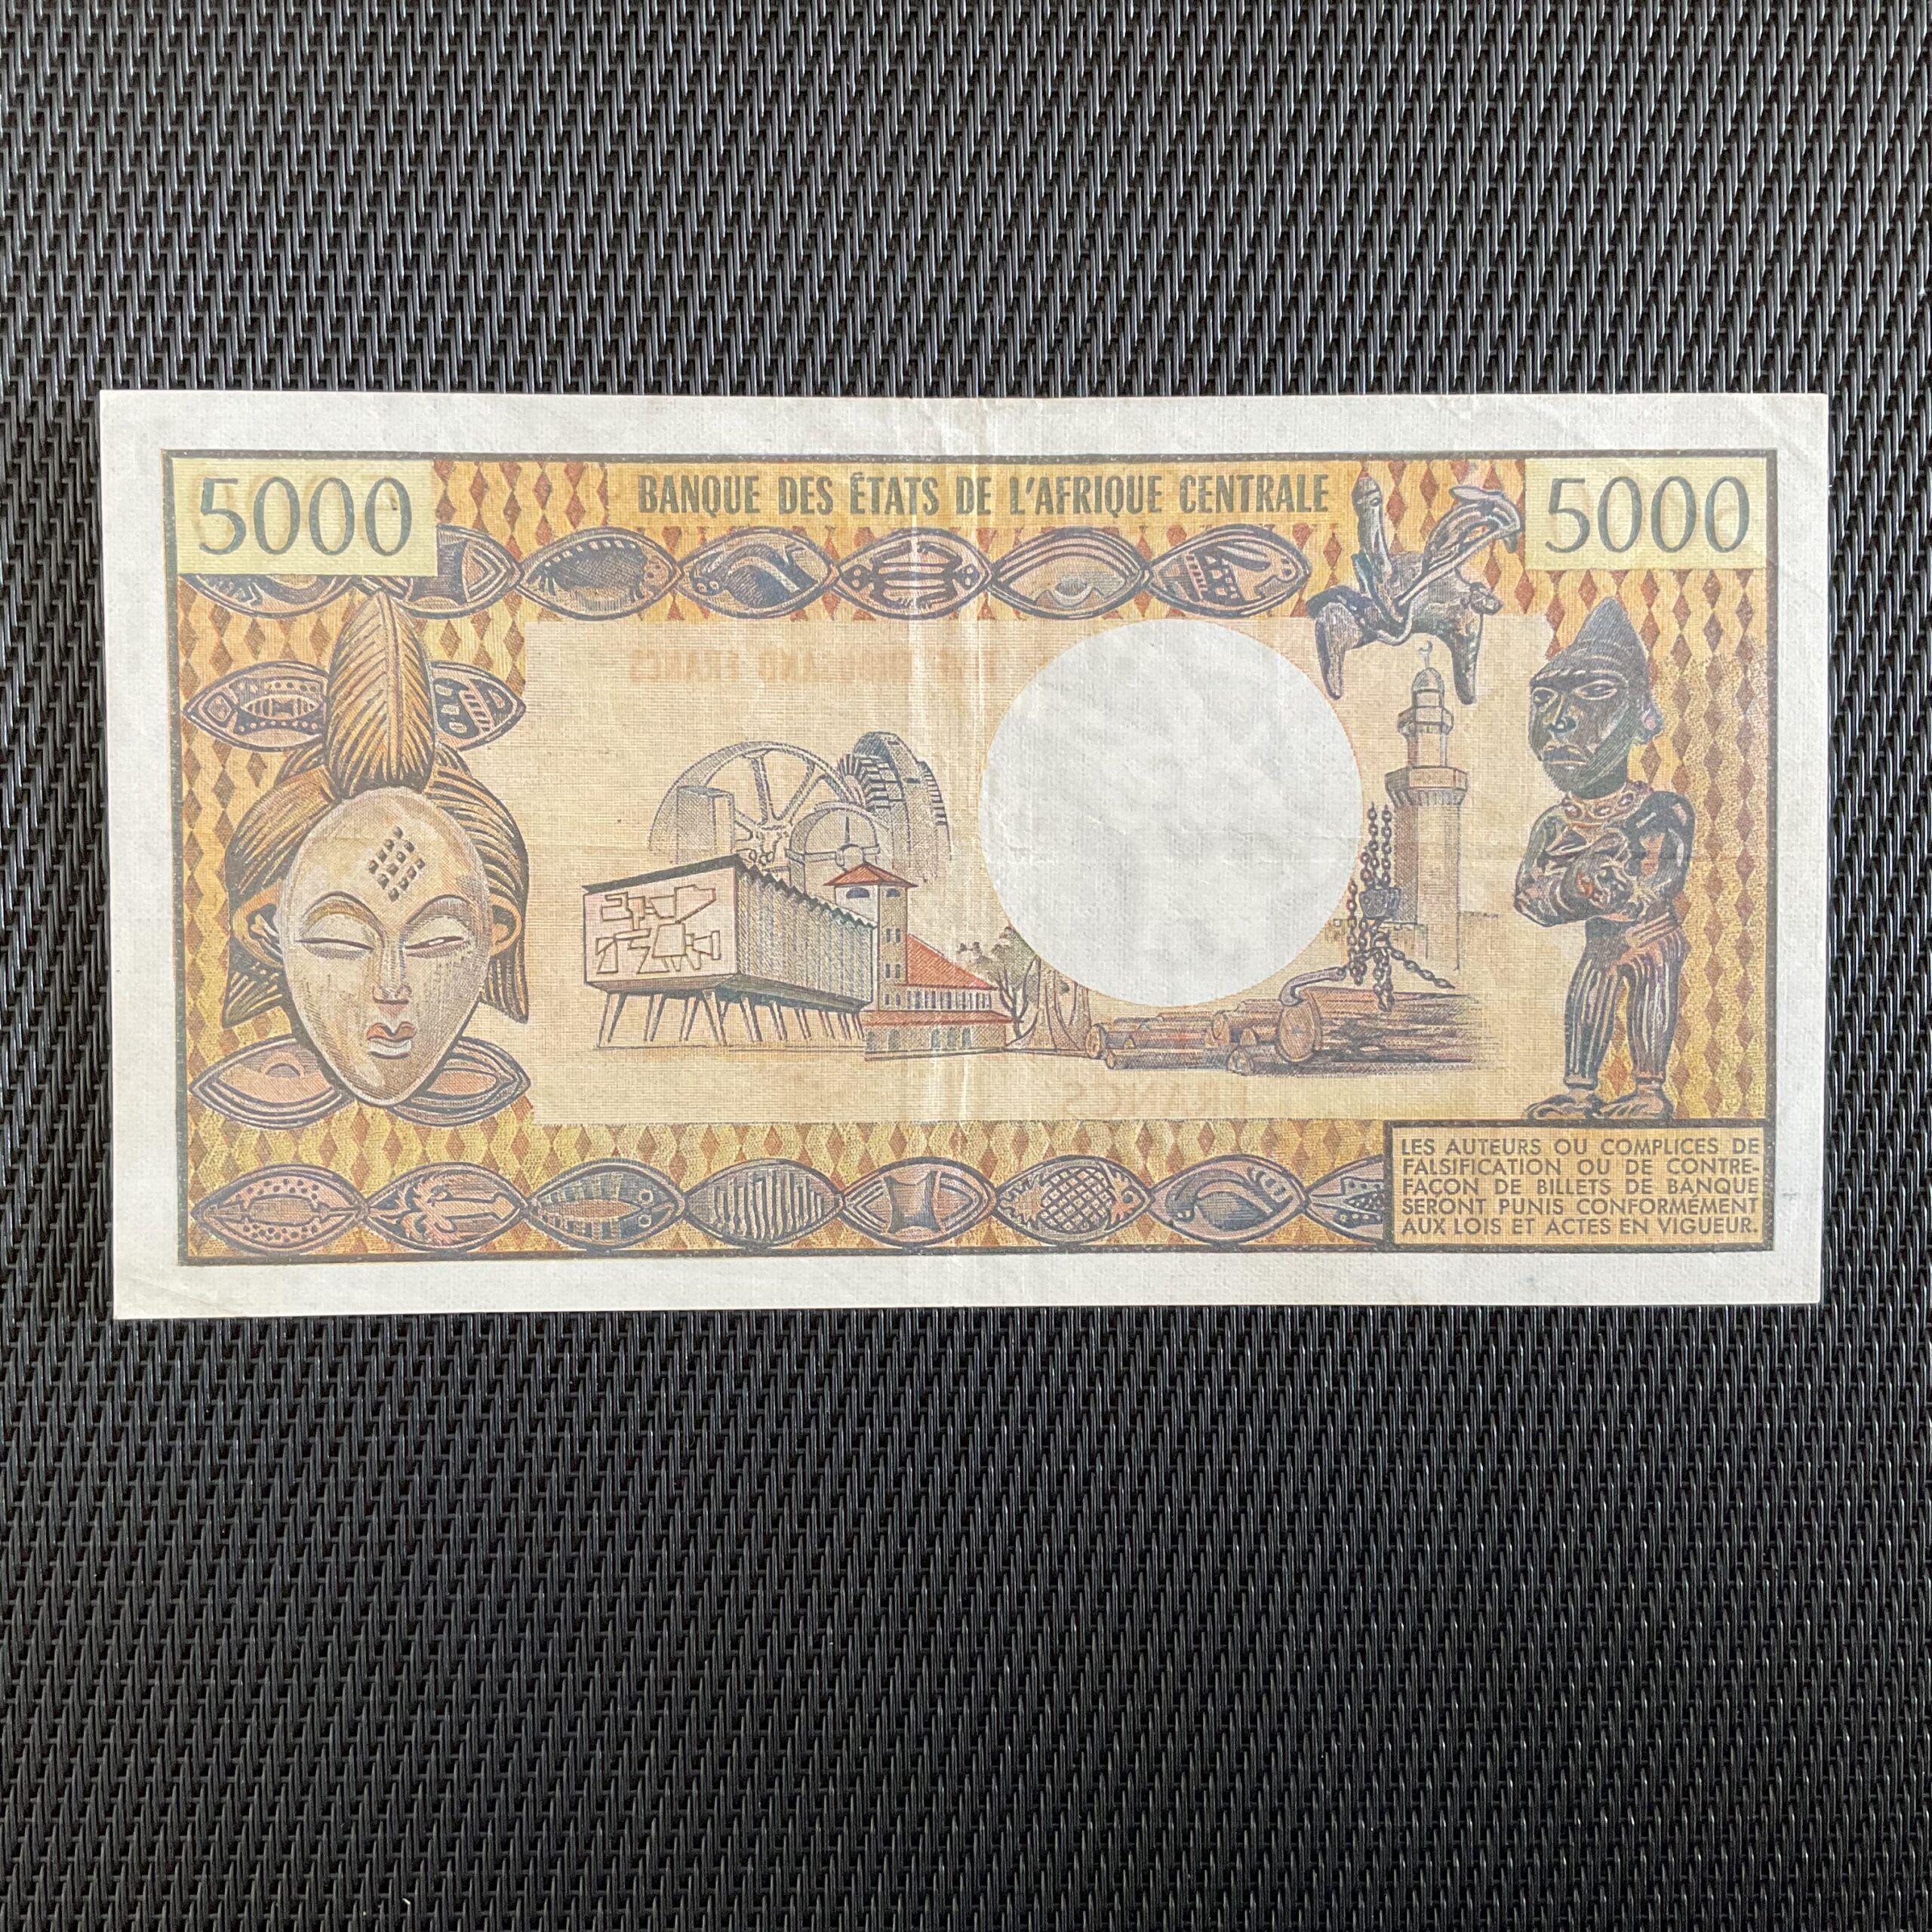 5000
BANQUE DES ÉTATS DE L'AFRIQUE CENTRALE
5000
LES AUTEURS OU COMPLICES DE
FALSIFICATION OU DE CONTRE-
FAÇON DE BILLETS DE BANQUE
SERONT PUNIS CONFORMÉMENT
AUX LOIS ET ACTES EN VIGUEUR.